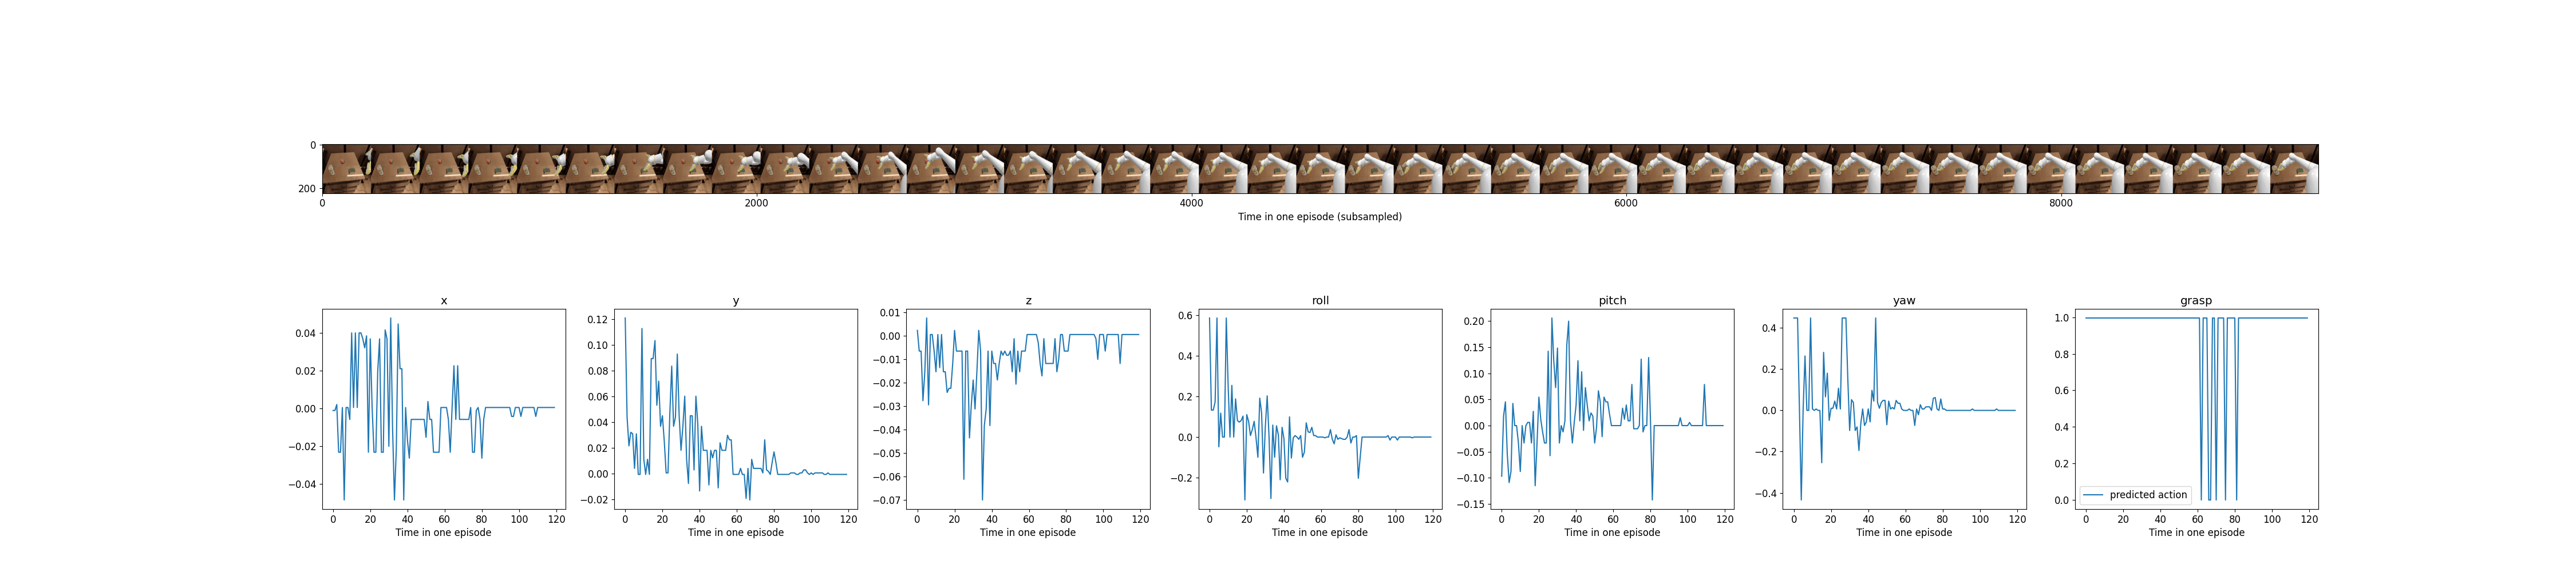 0
200
0 2000 4000 6000 8000
Time in one episode (subsampled)
x
0.04
0.02
0.00
−0.02
−0.04
0 20 40 60 80 100 120
Time in one episode
y
0.12
0.10
0.08
0.06
0.04
0.02
0.00
−0.02
0 20 40 60 80 100 120
Time in one episode
z
0.01
0.00
−0.01
−0.02
−0.03
−0.04
−0.05
−0.06
−0.07
0 20 40 60 80 100 120
Time in one episode
roll
0.6
0.4
0.2
0.0
−0.2
0 20 40 60 80 100 120
Time in one episode
pitch
0.20
0.15
0.10
0.05
0.00
−0.05
−0.10
−0.15
0 20 40 60 80 100 120
Time in one episode
yaw
0.4
0.2
0.0
−0.2
−0.4
0 20 40 60 80 100 120
Time in one episode
grasp
1.0
0.8
0.6
0.4
0.2
0.0
predicted action
0 20 40 60 80 100 120
Time in one episode